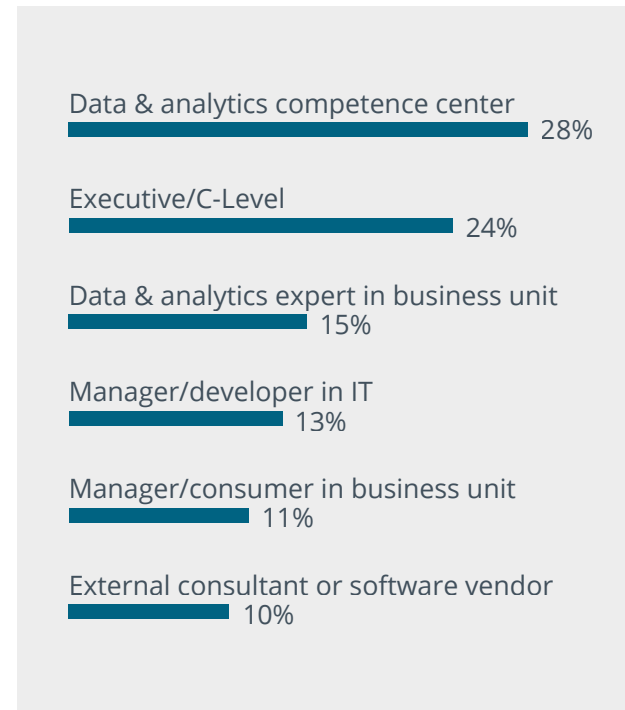 Data & analytics competence center
28%
Executive/C-Level
24%
Data & analytics expert in business unit
15%
Manager/developer in IT
13%
Manager/consumer in business unit
11%
External consultant or software vendor
10%